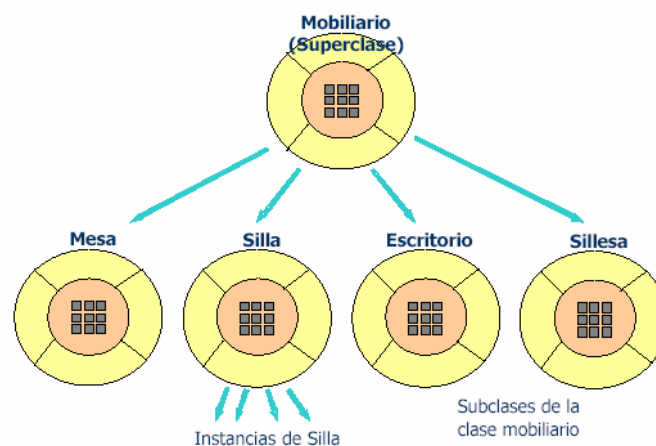 Mobiliario
(Superclase)
Mesa
Silla
Escritorio
Sillesa
Subclases de la
clase mobiliario
Instancias de Silla